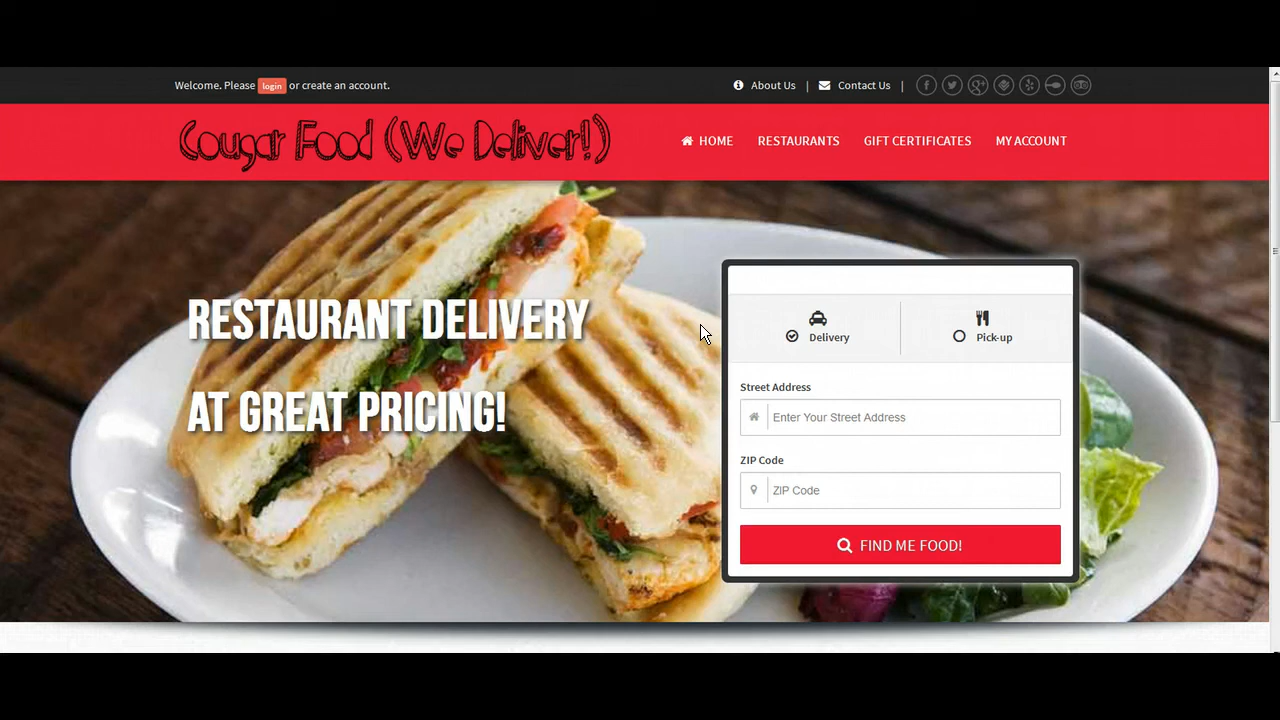 Welcome. Please login or create an account.
About Us | Contact Us |
Cougar Food (We Deliver!)
HOME RESTAURANTS GIFT CERTIFICATES MY ACCOUNT
RESTAURANT DELIVERY
AT GREAT PRICING!
Delivery Pick-up
Street Address
Enter Your Street Address
ZIP Code
ZIP Code
FIND ME FOOD!